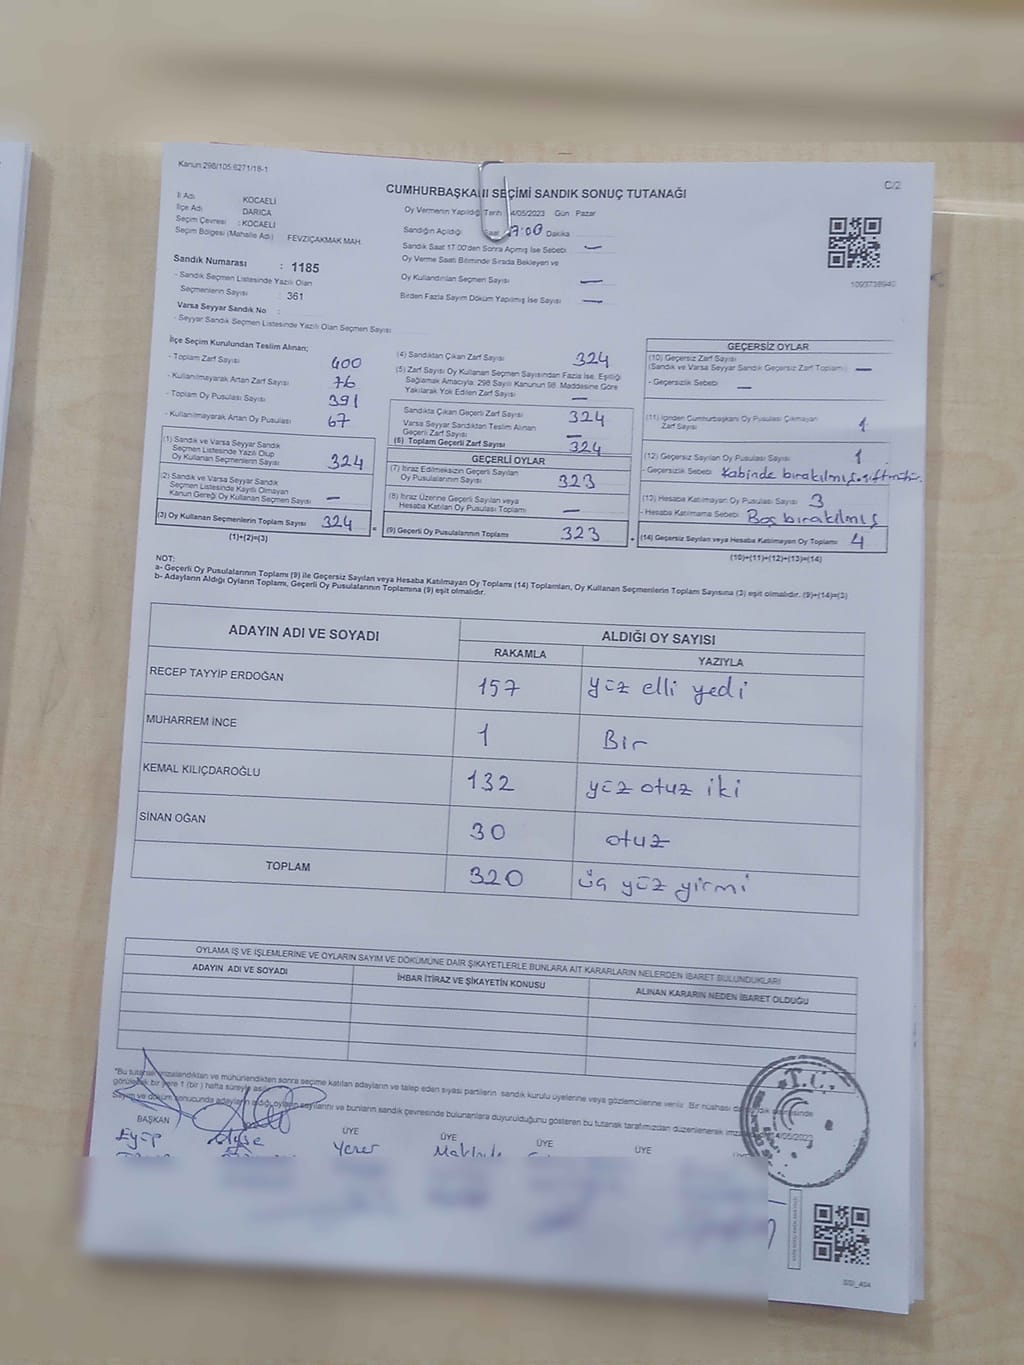 Kanun:298/105:6271/18-1
C/2
CUMHURBAŞKANI SEÇİMİ SANDIK SONUÇ TUTANAĞI
İl Adı KOCAELİ
İlçe Adı DARICA
Seçim Çevresi : KOCAELİ
Seçim Bölgesi (Mahalle Adı) FEVZİÇAKMAK MAH.
Sandık Numarası : 1185
- Sandık Seçmen Listesinde Yazılı Olan
Seçmenlerin Sayısı : 361
Varsa Seyyar Sandık No :
- Seyyar Sandık Seçmen Listesinde Yazılı Olan Seçmen Sayısı
Oy Vermenin Yapıldığı Tarih 4/05/2023 Gün Pazar
Sandığın Açıldığı Saat 17:00 Dakika
Sandık Saat 17.00'den Sonra Açılmış İse Sebebi —
Oy Verme Saati Bitiminde Sırada Bekleyen ve
Oy Kullandırılan Seçmen Sayısı —
Birden Fazla Sayım Döküm Yapılmış İse Sayısı —
1093738940
İlçe Seçim Kurulundan Teslim Alınan;
- Toplam Zarf Sayısı 400
- Kullanılmayarak Artan Zarf Sayısı 76
- Toplam Oy Pusulası Sayısı 391
- Kullanılmayarak Artan Oy Pusulası 67
(1) Sandık ve Varsa Seyyar Sandık
Seçmen Listesinde Yazılı Olup
Oy Kullanan Seçmenlerin Sayısı 324
(2) Sandık ve Varsa Seyyar Sandık
Seçmen Listesinde Kayıtlı Olmayan
Kanun Gereği Oy Kullanan Seçmen Sayısı —
(3) Oy Kullanan Seçmenlerin Toplam Sayısı 324
(1)+(2)=(3)
(4) Sandıktan Çıkan Zarf Sayısı 324
(5) Zarf Sayısı Oy Kullanan Seçmen Sayısından Fazla İse, Eşitliği
Sağlamak Amacıyla, 298 Sayılı Kanunun 98. Maddesine Göre
Yakılarak Yok Edilen Zarf Sayısı —
Sandıkta Çıkan Geçerli Zarf Sayısı 324
Varsa Seyyar Sandıktan Teslim Alınan
Geçerli Zarf Sayısı —
(6) Toplam Geçerli Zarf Sayısı 324
GEÇERLİ OYLAR
(7) İtiraz Edilmeksizin Geçerli Sayılan
Oy Pusulalarının Sayısı 323
(8) İtiraz Üzerine Geçerli Sayılan veya
Hesaba Katılan Oy Pusulası Toplamı —
= (9) Geçerli Oy Pusulalarının Toplamı 323
GEÇERSİZ OYLAR
(10) Geçersiz Zarf Sayısı
(Sandık ve Varsa Seyyar Sandık Geçersiz Zarf Toplamı) —
- Geçersizlik Sebebi —
(11) İçinden Cumhurbaşkanı Oy Pusulası Çıkmayan
Zarf Sayısı 1
(12) Geçersiz Sayılan Oy Pusulası Sayısı 1
- Geçersizlik Sebebi Kabinde bırakılmış
(13) Hesaba Katılmayan Oy Pusulası Sayısı 3
- Hesaba Katılmama Sebebi Boş bırakılmış
+ (14) Geçersiz Sayılan veya Hesaba Katılmayan Oy Toplamı 4
(10)+(11)+(12)+(13)=(14)
NOT:
a- Geçerli Oy Pusulalarının Toplamı (9) ile Geçersiz Sayılan veya Hesaba Katılmayan Oy Toplamı (14) Toplamları, Oy Kullanan Seçmenlerin Toplam Sayısına (3) eşit olmalıdır. (9)+(14)=(3)
b- Adayların Aldığı Oyların Toplamı, Geçerli Oy Pusulalarının Toplamına (9) eşit olmalıdır.
ADAYIN ADI VE SOYADI ALDIĞI OY SAYISI
RAKAMLA YAZIYLA
RECEP TAYYİP ERDOĞAN 157 yüz elli yedi
MUHARREM İNCE 1 Bir
KEMAL KILIÇDAROĞLU 132 yüz otuz iki
SİNAN OĞAN 30 otuz
TOPLAM 320 üç yüz yirmi
OYLAMA İŞ VE İŞLEMLERİNE VE OYLARIN SAYIM VE DÖKÜMÜNE DAİR ŞİKAYETLERLE BUNLARA AİT KARARLARIN NELERDEN İBARET BULUNDUKLARI
ADAYIN ADI VE SOYADI İHBAR İTİRAZ VE ŞİKAYETİN KONUSU ALINAN KARARIN NEDEN İBARET OLDUĞU
*Bu tutanak imzalandıktan ve mühürlendikten sonra seçime katılan adayların ve talep eden siyasi partilerin sandık kurulu üyelerine veya gözlemcilerine verilir. Bir nüshası da sandık çevresinde
görülecek bir yere 1 (bir) hafta süreyle asılır.
Sayım ve döküm sonucunda adayların aldığı oyların sayılarını ve bunların sandık çevresinde bulunanlara duyurulduğunu gösteren bu tutanak tarafımızdan düzenlenerek 14/05/2023
BAŞKAN ÜYE ÜYE ÜYE ÜYE
Eyüp Ayşe Yener
T.C.
SSI_404